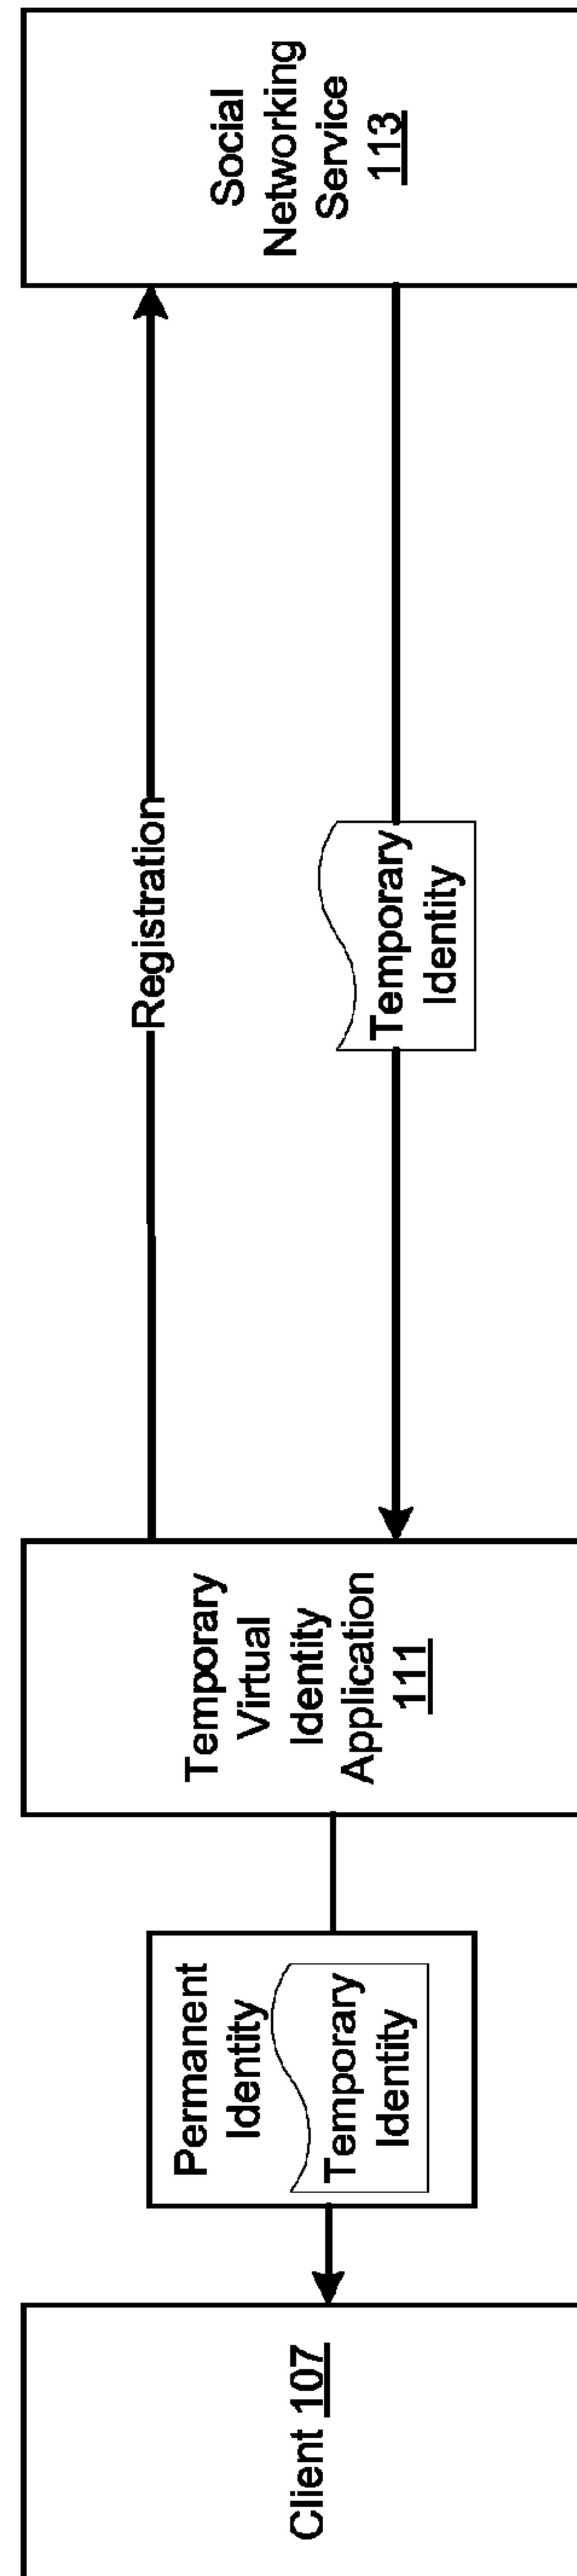 Client 107
Permanent
Identity
Temporary
Identity
Temporary
Virtual
Identity
Application
111
Registration
Temporary
Identity
Social
Networking
Service
113